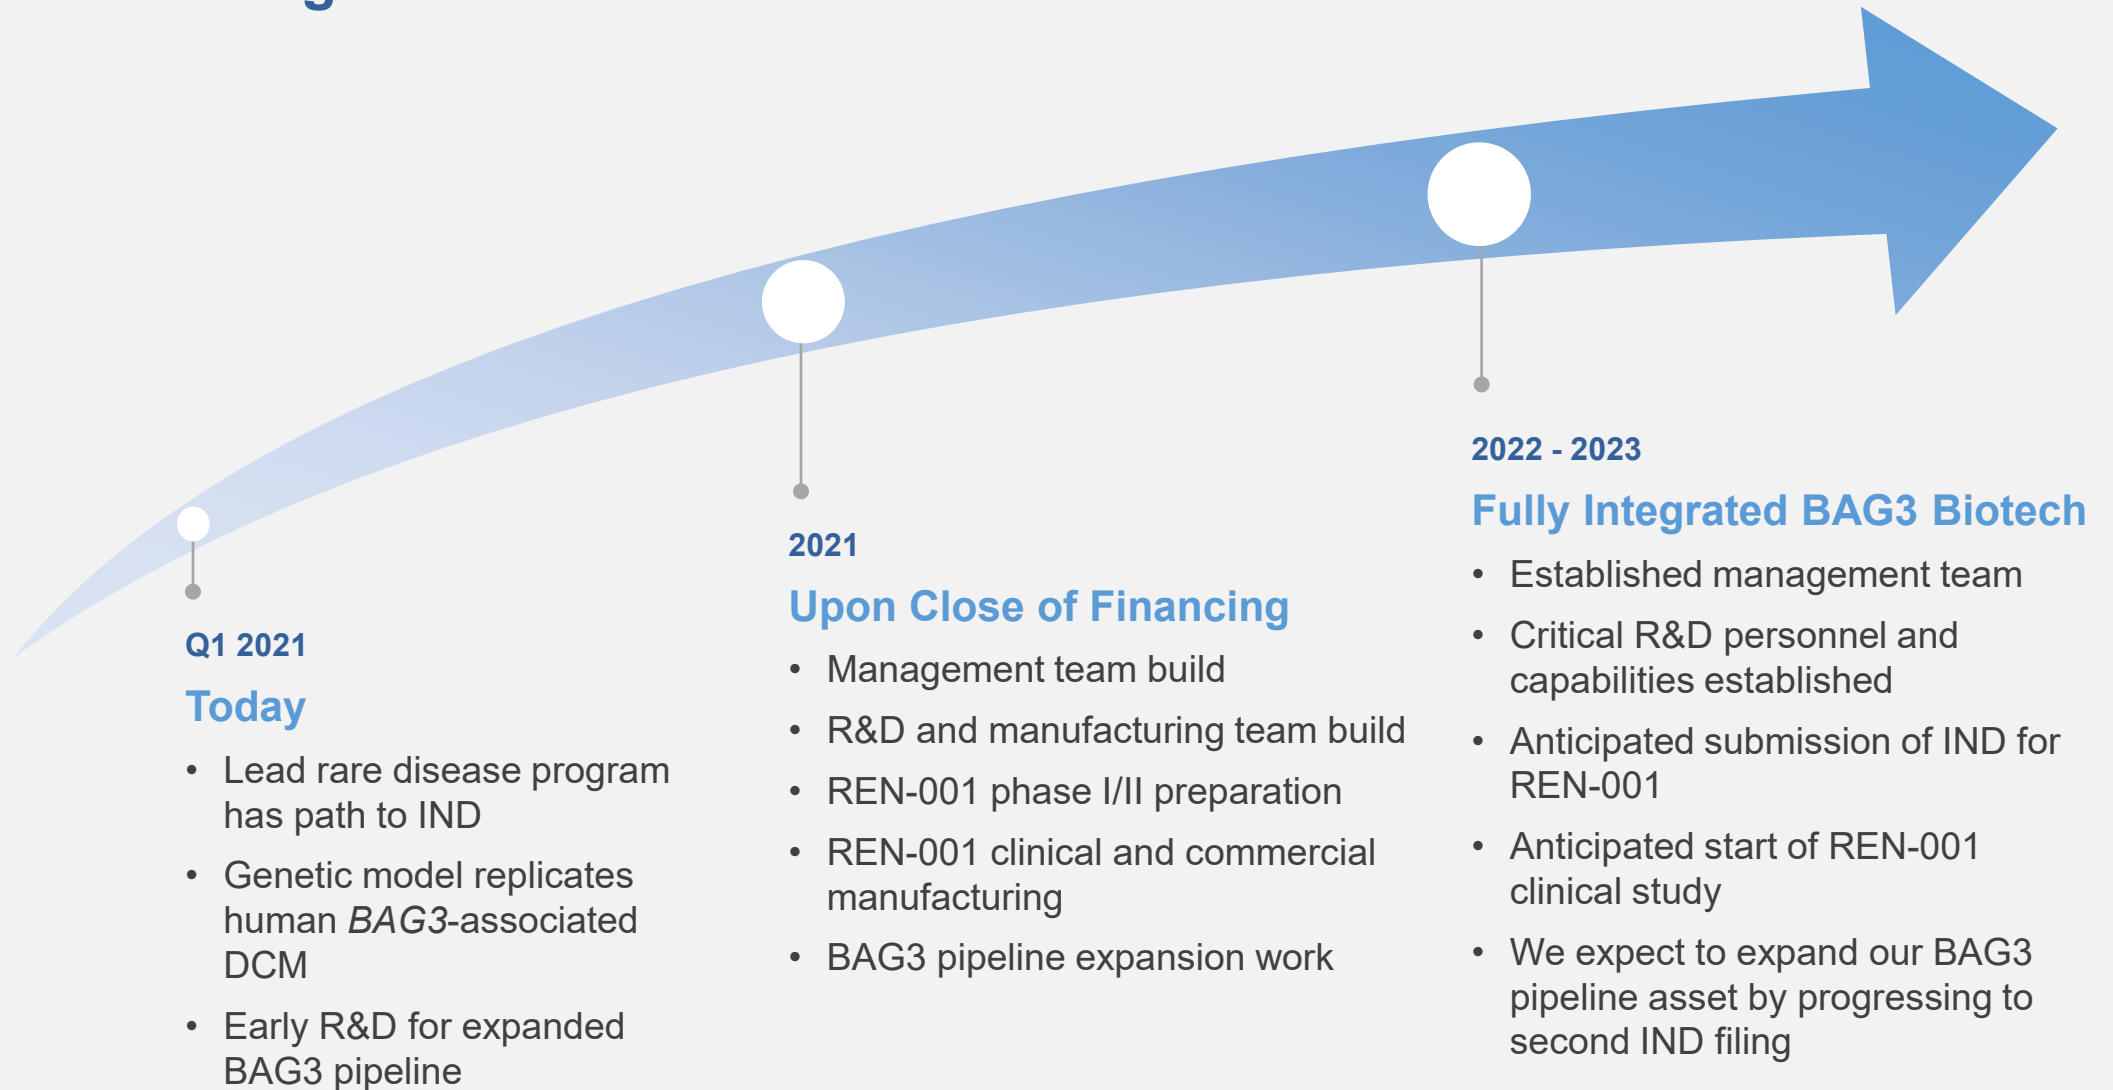 Q1 2021
Today
• Lead rare disease program
has path to IND
• Genetic model replicates
human BAG3-associated
DCM
• Early R&D for expanded
BAG3 pipeline
2021
Upon Close of Financing
• Management team build
• R&D and manufacturing team build
• REN-001 phase I/II preparation
• REN-001 clinical and commercial
manufacturing
• BAG3 pipeline expansion work
2022 - 2023
Fully Integrated BAG3 Biotech
• Established management team
• Critical R&D personnel and
capabilities established
• Anticipated submission of IND for
REN-001
• Anticipated start of REN-001
clinical study
• We expect to expand our BAG3
pipeline asset by progressing to
second IND filing